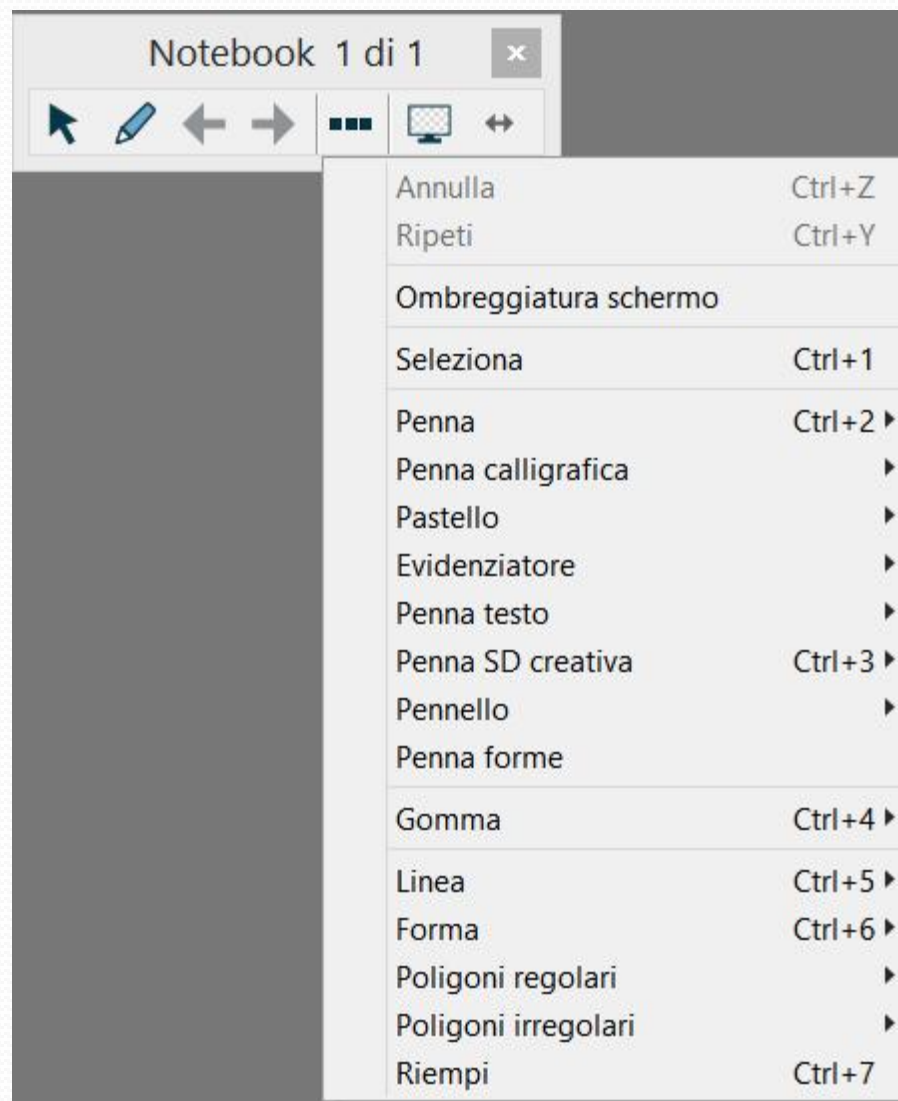 Notebook 1 di 1
Annulla Ctrl+Z
Ripeti Ctrl+Y
Ombreggiatura schermo
Seleziona Ctrl+1
Penna Ctrl+2
Penna calligrafica
Pastello
Evidenziatore
Penna testo
Penna SD creativa Ctrl+3
Pennello
Penna forme
Gomma Ctrl+4
Linea Ctrl+5
Forma Ctrl+6
Poligoni regolari
Poligoni irregolari
Riempi Ctrl+7